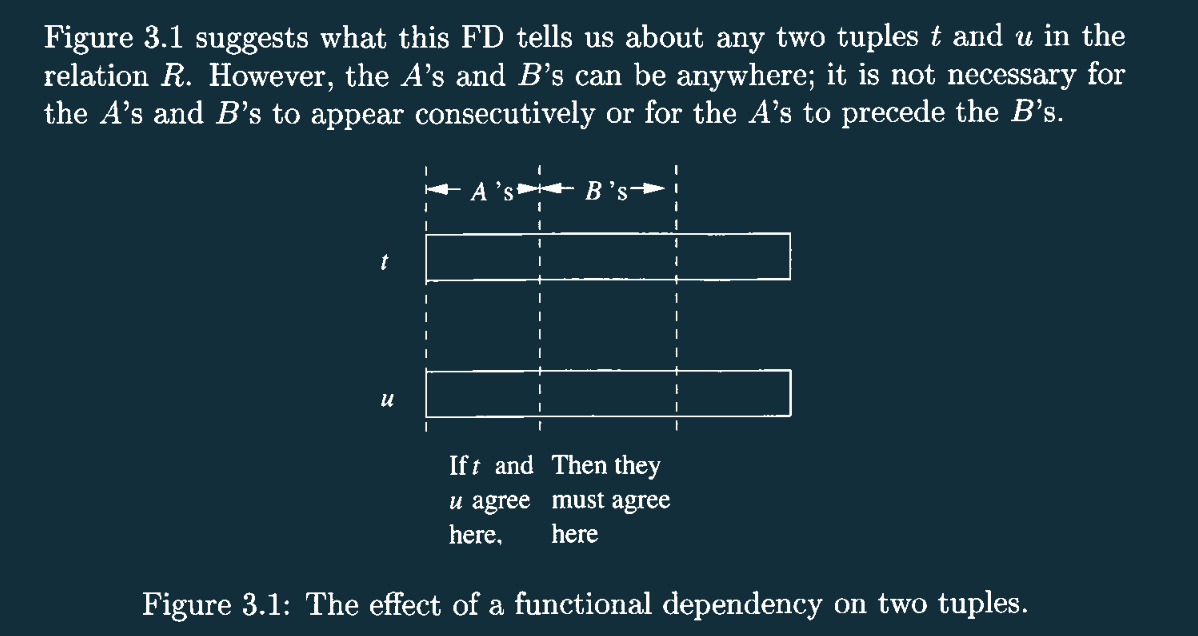 Figure 3.1 suggests what this FD tells us about any two tuples t and u in the
relation R. However, the A's and B's can be anywhere; it is not necessary for
the A's and B's to appear consecutively or for the A's to precede the B's.
A's B's
t
u
If t and Then they
u agree must agree
here, here
Figure 3.1: The effect of a functional dependency on two tuples.